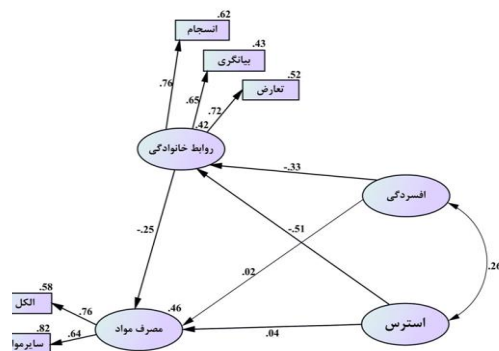 .62
انسجام
.43
بیانگری
.52
تعارض
.76
.65
.72
.42
روابط خانوادگی
-.33
افسردگی
-.25
-.51
.26
.02
.58
الکل
.76
.46
مصرف مواد
.04
استرس
.82
.64
سایرموا